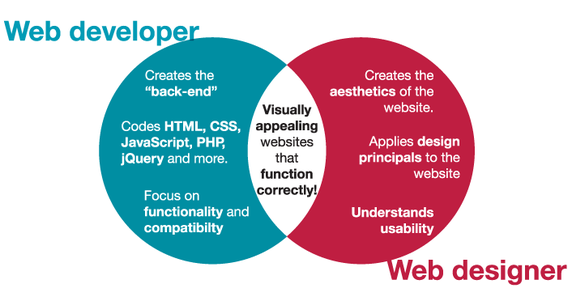 Web developer
Creates the
“back-end”
Codes HTML, CSS,
JavaScript, PHP,
jQuery and more.
Focus on
functionality and
compatibilty
Visually
appealing
websites
that
function
correctly!
Creates the
aesthetics of the
website.
Applies design
principals to the
website
Understands
usability
Web designer